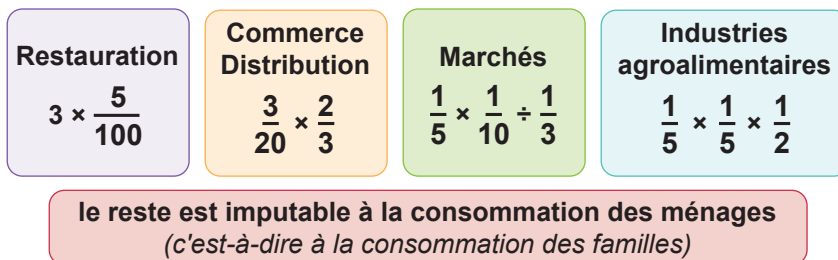 Restauration
3 × 5/100
Commerce
Distribution
3/20 × 2/3
Marchés
1/5 × 1/10 ÷ 1/3
Industries
agroalimentaires
1/5 × 1/5 × 1/2
le reste est imputable à la consommation des ménages
(c'est-à-dire à la consommation des familles)